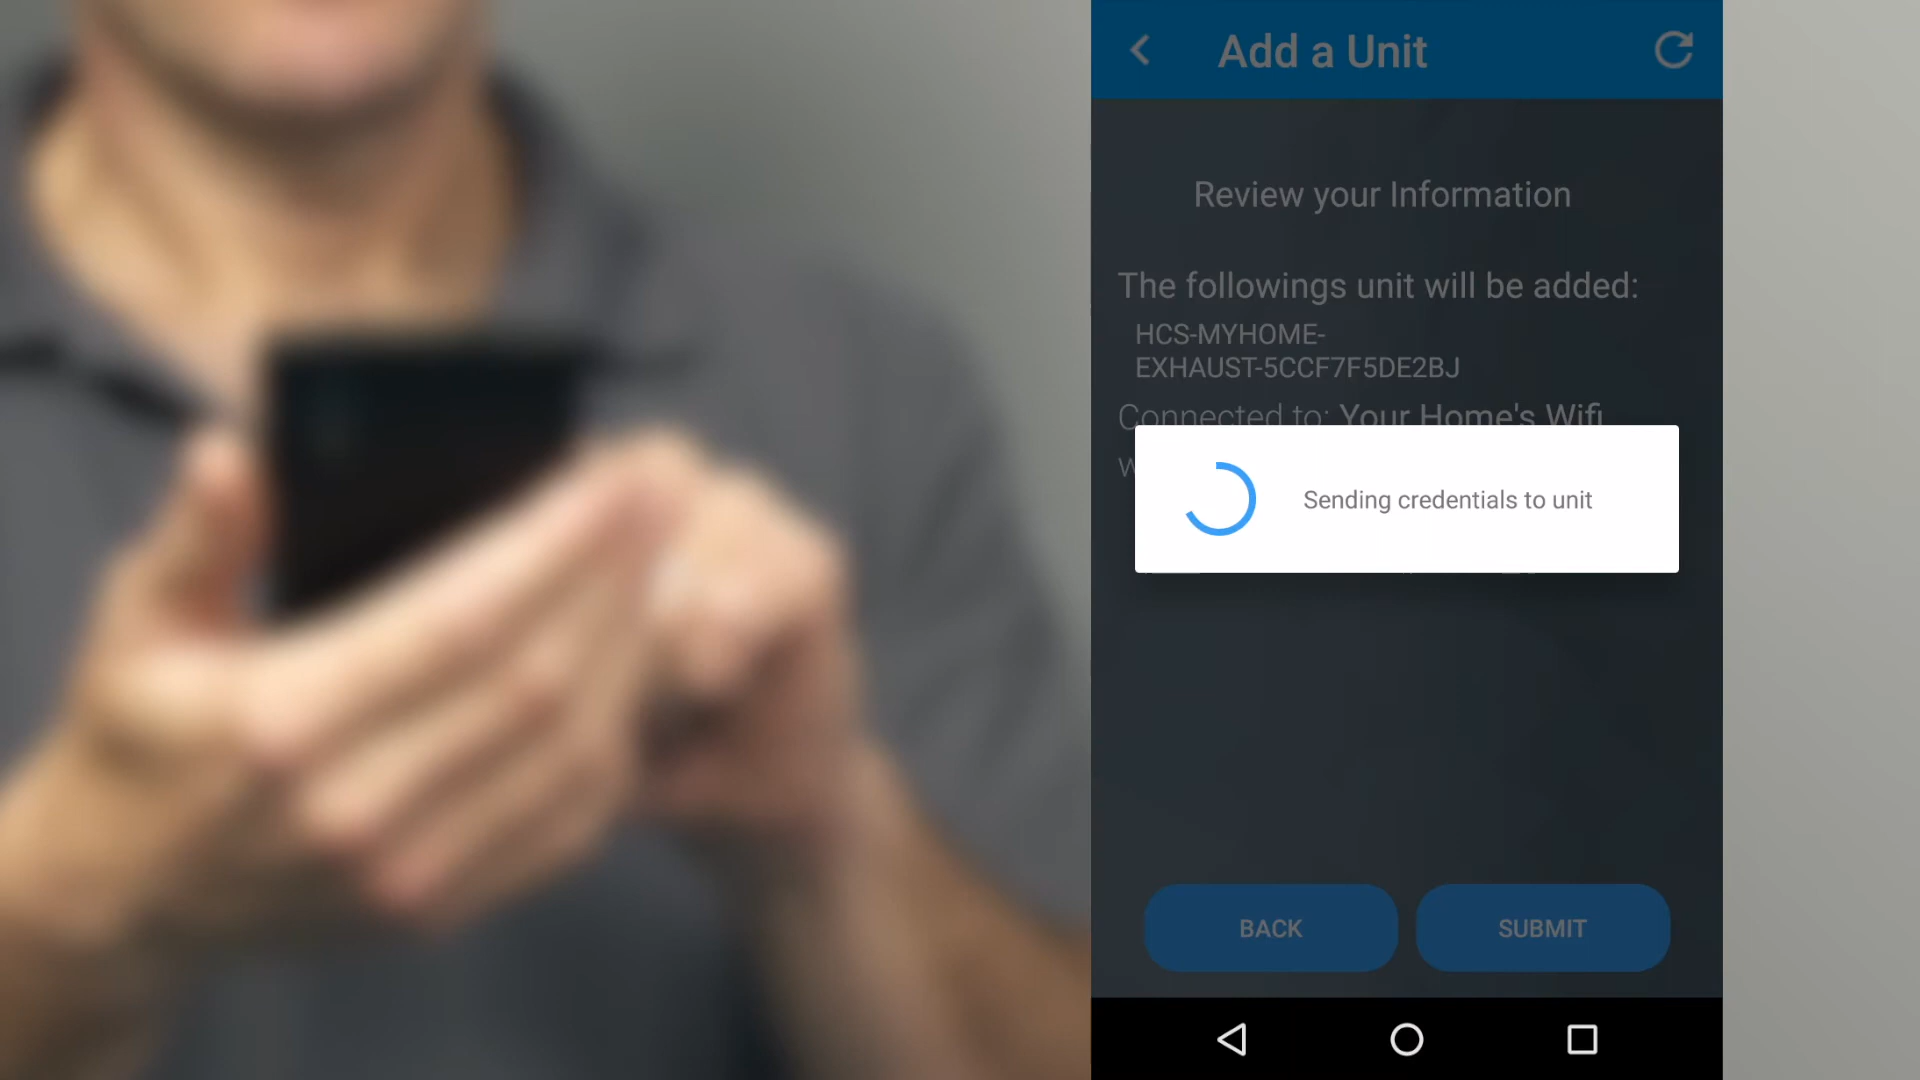 Add a Unit
Review your Information
The followings unit will be added:
HCS-MYHOME-
EXHAUST-5CCF7F5DE2BJ
Connected to: Your Home's Wifi
Sending credentials to unit
BACK
SUBMIT